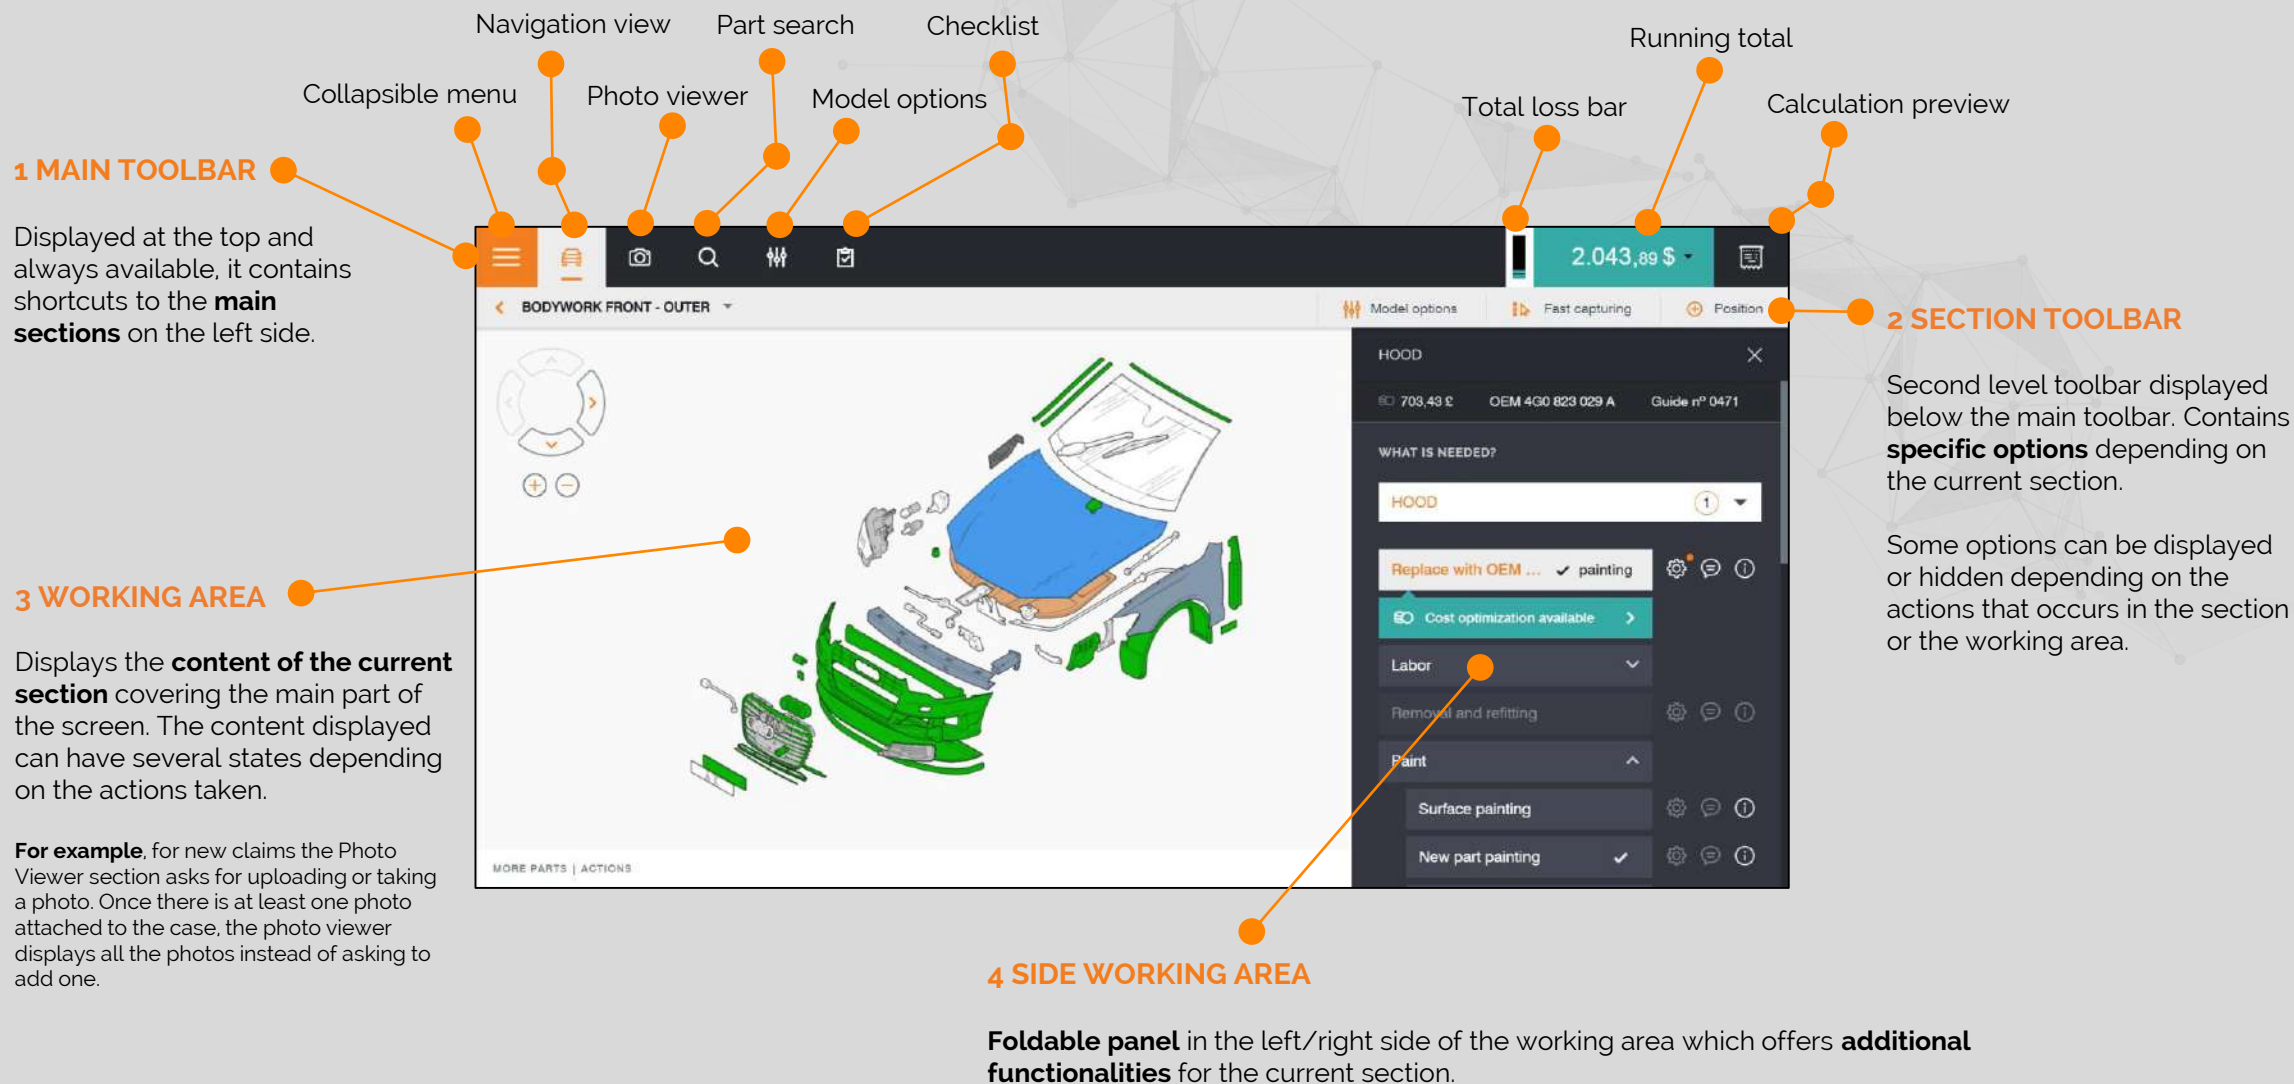 Navigation view
Part search
Checklist
Running total
Collapsible menu
Photo viewer
Model options
Total loss bar
Calculation preview
1 MAIN TOOLBAR
Displayed at the top and
always available, it contains
shortcuts to the main
sections on the left side.
2.043,89 $
BODYWORK FRONT - OUTER
Model options
Fast capturing
Position
HOOD
703,43 £
OEM 4G0 823 029 A
Guide nº 0471
WHAT IS NEEDED?
HOOD
1
Replace with OEM ...
painting
Cost optimization available
Labor
Removal and refitting
Paint
Surface painting
New part painting
MORE PARTS | ACTIONS
2 SECTION TOOLBAR
Second level toolbar displayed
below the main toolbar. Contains
specific options depending on
the current section.
Some options can be displayed
or hidden depending on the
actions that occurs in the section
or the working area.
3 WORKING AREA
Displays the content of the current
section covering the main part of
the screen. The content displayed
can have several states depending
on the actions taken.
For example, for new claims the Photo
Viewer section asks for uploading or taking
a photo. Once there is at least one photo
attached to the case, the photo viewer
displays all the photos instead of asking to
add one.
4 SIDE WORKING AREA
Foldable panel in the left/right side of the working area which offers additional
functionalities for the current section.